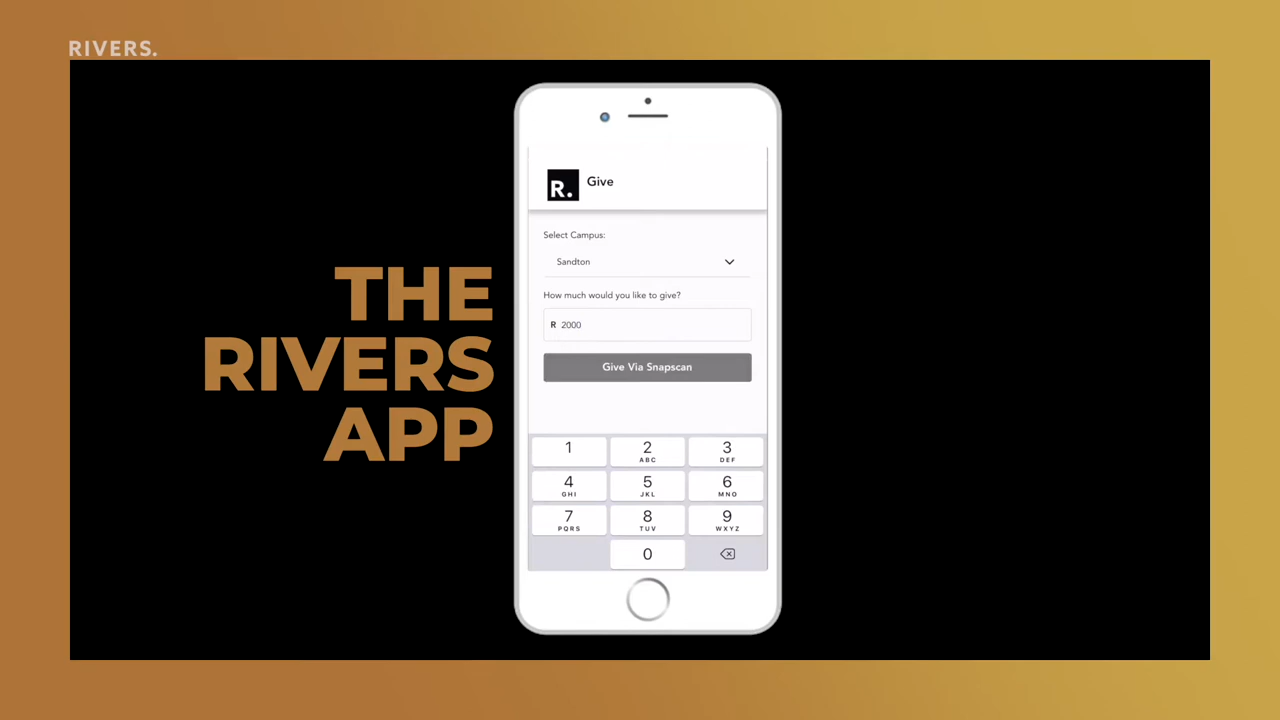 RIVERS.
THE
RIVERS
APP
R. Give
Select Campus:
Sandton
How much would you like to give?
R 2000
Give Via Snapscan
1 2 3
ABC DEF
4 5 6
GHI JKL MNO
7 8 9
PQRS TUV WXYZ
0